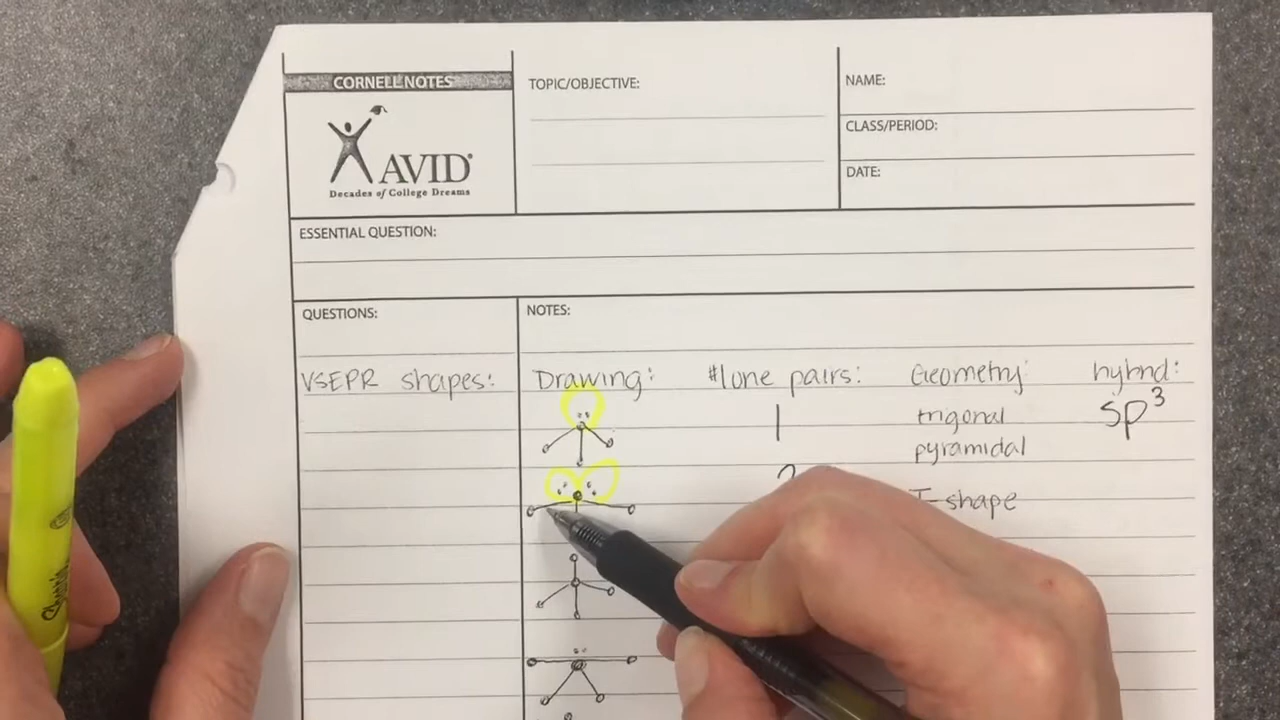 CORNELL NOTES
AVID
Decades of College Dreams
TOPIC/OBJECTIVE:
NAME:
CLASS/PERIOD:
DATE:
ESSENTIAL QUESTION:
QUESTIONS:
NOTES:
VSEPR shapes:
Drawing: #lone pairs: Geometry: hybrid:
1 trigonal sp³
pyramidal
2 T-shape